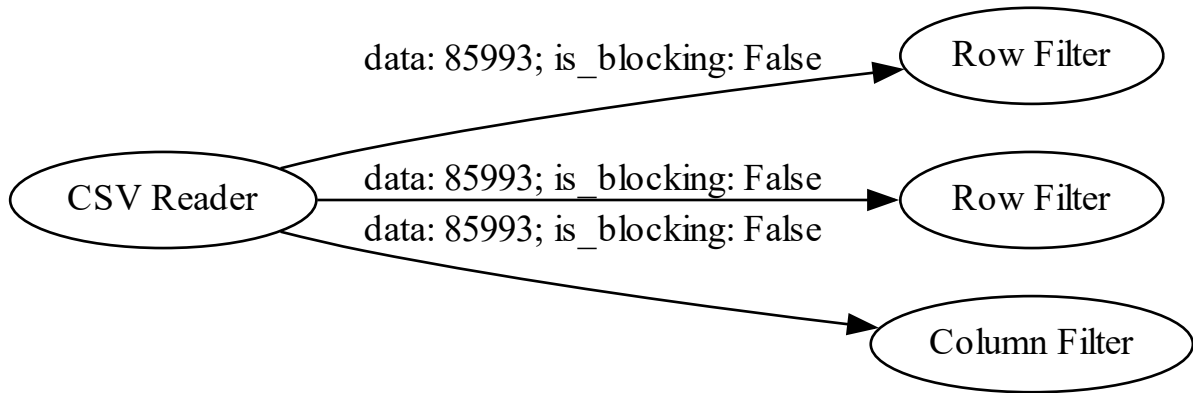 data: 85993; is_blocking: False
Row Filter
CSV Reader
data: 85993; is_blocking: False
Row Filter
data: 85993; is_blocking: False
Column Filter